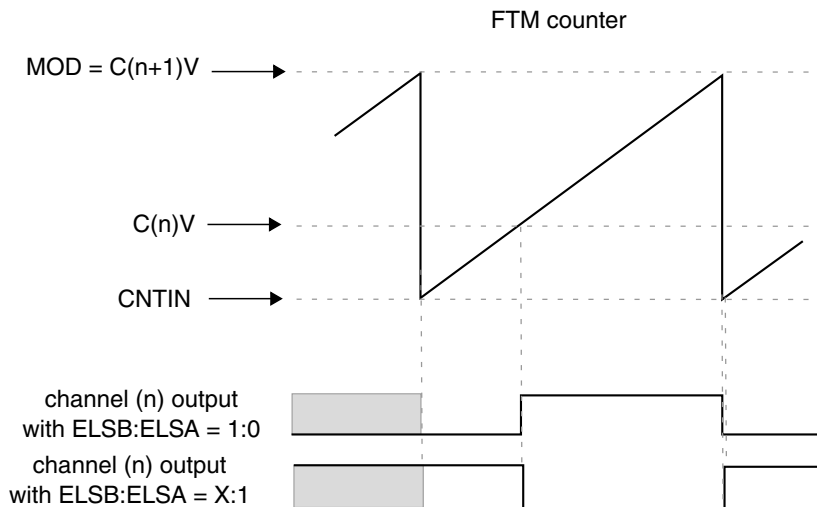 FTM counter
MOD = C(n+1)V
C(n)V
CNTIN
channel (n) output
with ELSB:ELSA = 1:0
channel (n) output
with ELSB:ELSA = X:1